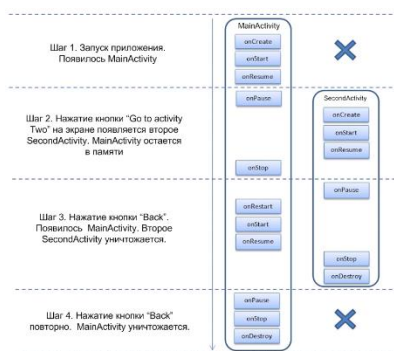 MainActivity
Шаг 1. Запуск приложения.
Появилось MainActivity
onCreate
onStart
onResume
Шаг 2. Нажатие кнопки “Go to activity
Two” на экране появляется второе
SecondActivity. MainActivity остается
в памяти
onPause
SecondActivity
onCreate
onStart
onResume
onStop
Шаг 3. Нажатие кнопки “Back”.
Появилось MainActivity. Второе
SecondActivity уничтожается.
onPause
onRestart
onStart
onResume
onStop
onDestroy
Шаг 4. Нажатие кнопки “Back”
повторно. MainActivity уничтожается.
onPause
onStop
onDestroy